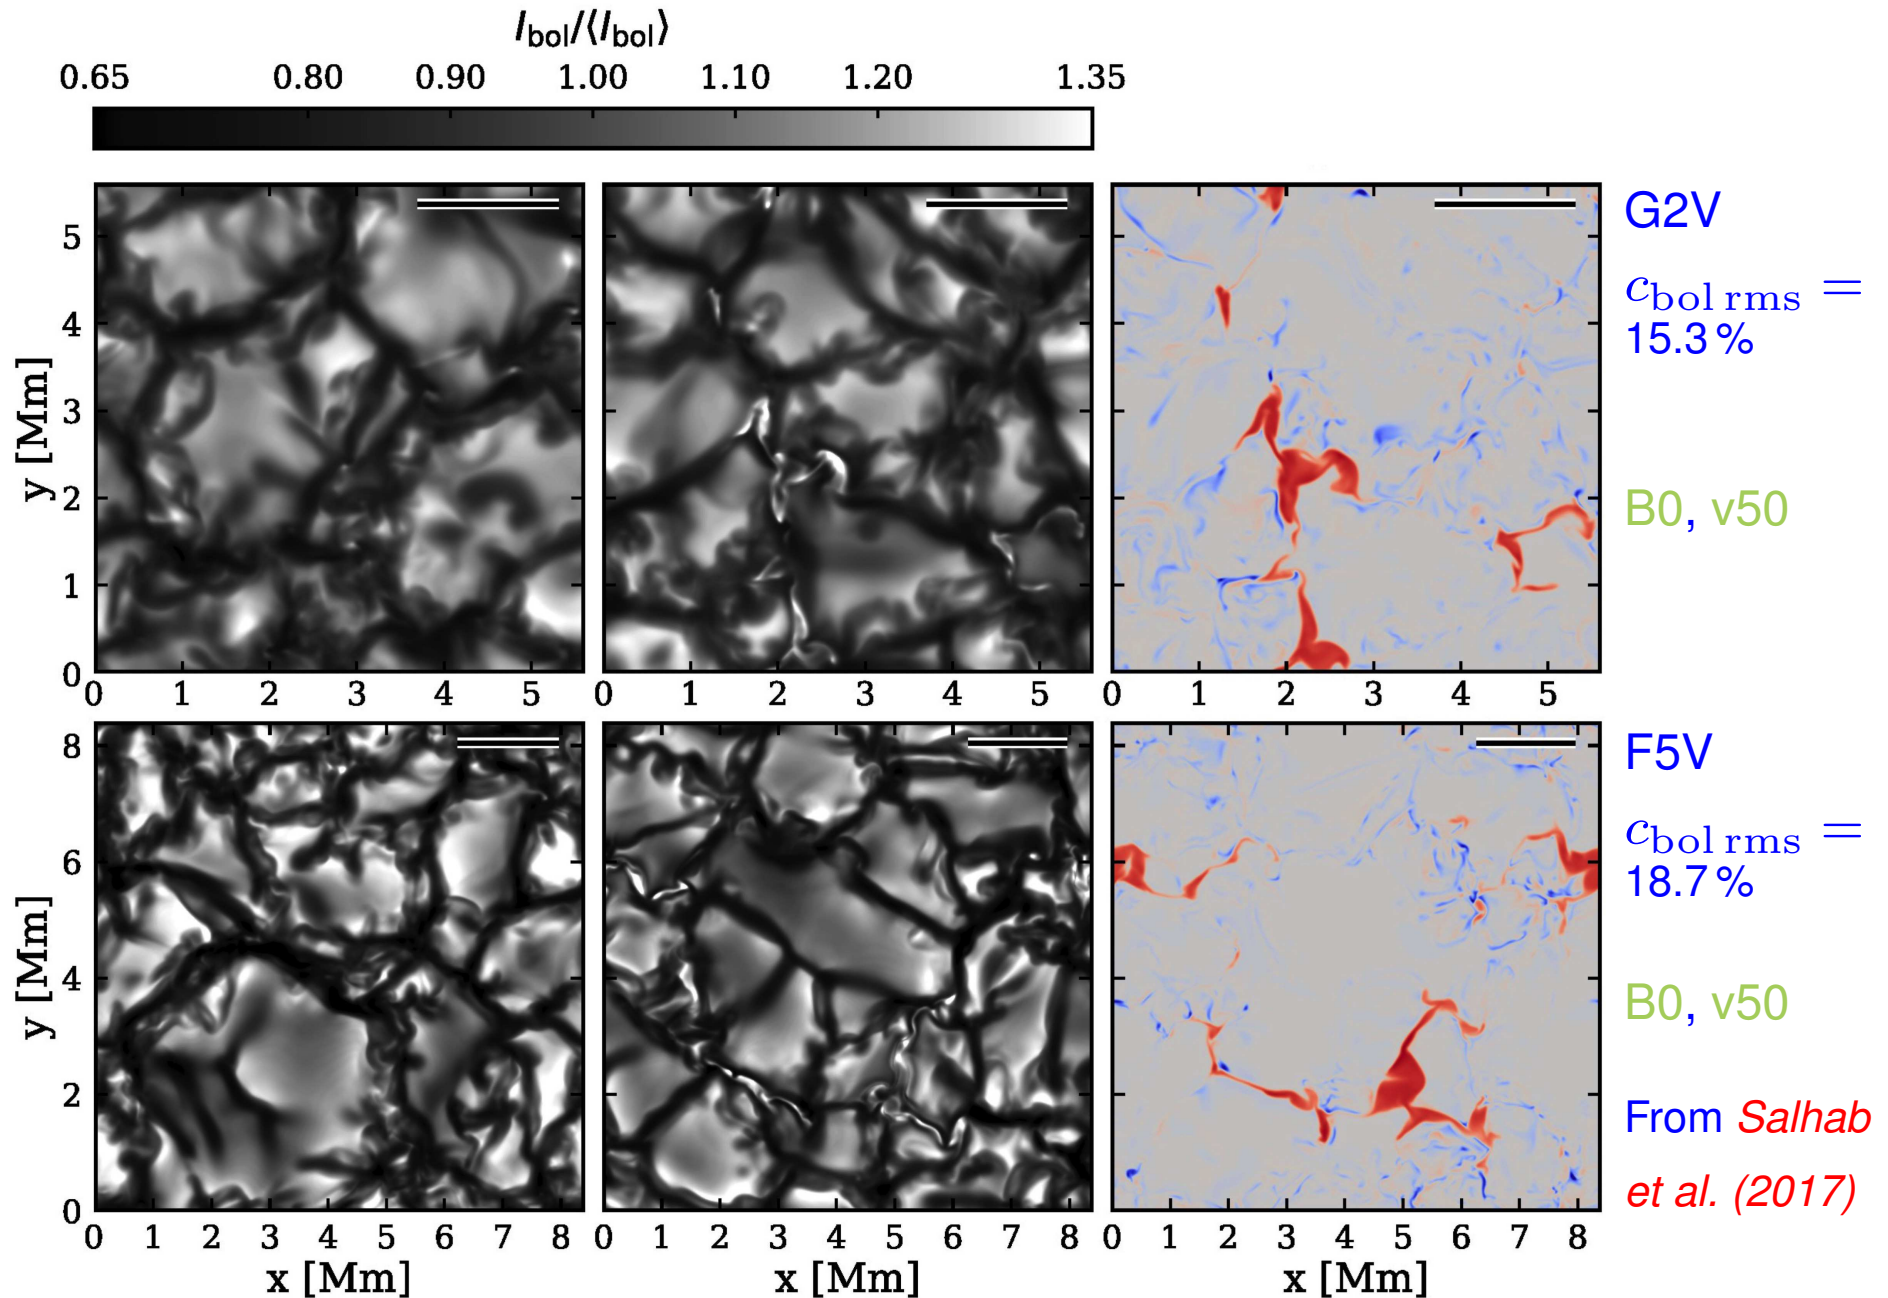 I_bol/⟨I_bol⟩
0.65 0.80 0.90 1.00 1.10 1.20 1.35
y [Mm]
5
4
3
2
1
0
0 1 2 3 4 5
0 1 2 3 4 5
0 1 2 3 4 5
G2V
c_bol rms =
15.3 %
B0, v50
y [Mm]
8
6
4
2
0
0 1 2 3 4 5 6 7 8
0 1 2 3 4 5 6 7 8
0 1 2 3 4 5 6 7 8
x [Mm]
x [Mm]
x [Mm]
F5V
c_bol rms =
18.7 %
B0, v50
From Salhab
et al. (2017)